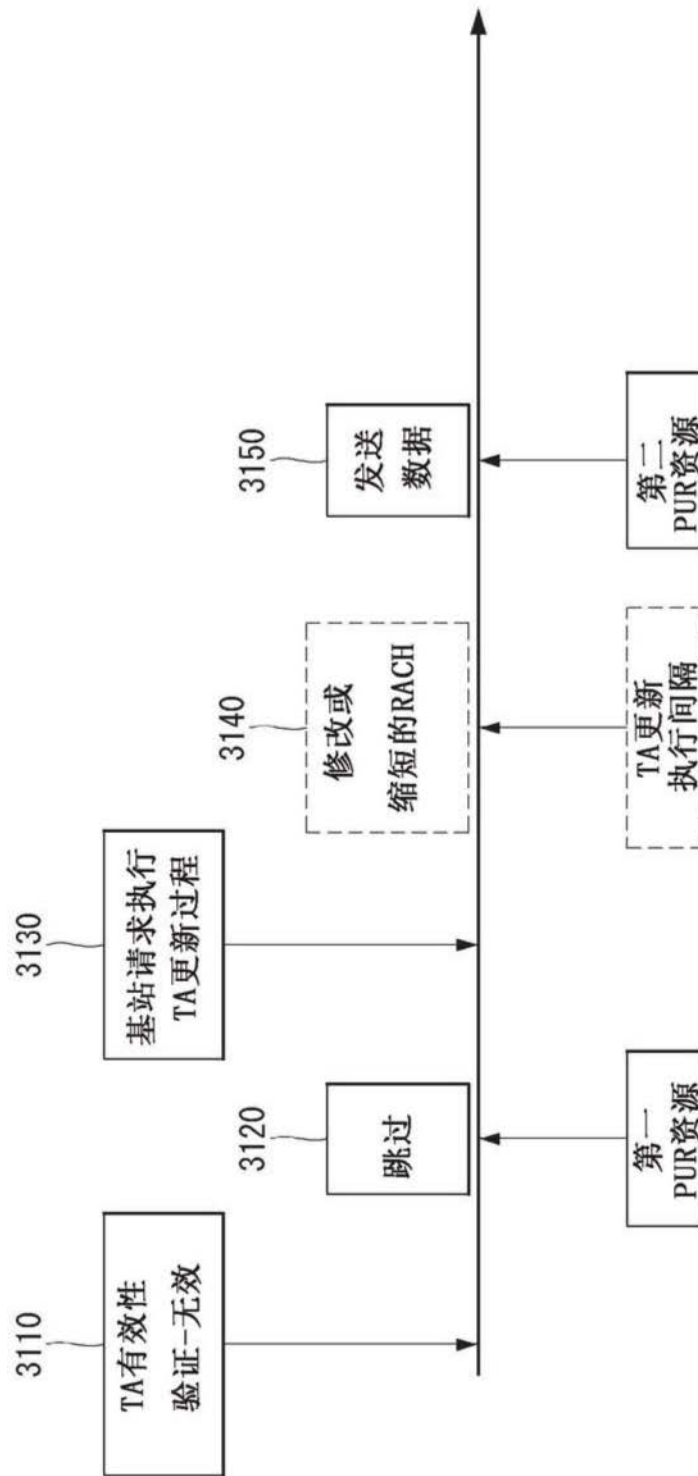 3110
TA有效性
验证-无效
3120
跳过
第一
PUR资源
3130
基站请求执行
TA更新过程
3140
修改或
缩短的RACH
TA更新
执行间隔
3150
发送
数据
第二
PUR资源